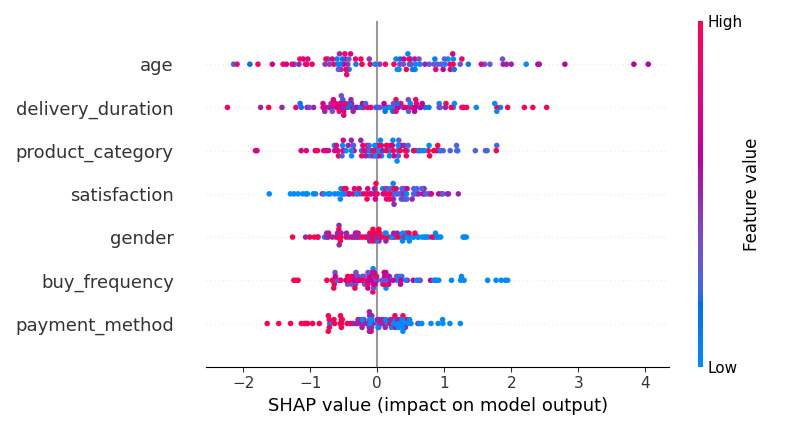 High
age
delivery_duration
product_category
satisfaction
gender
buy_frequency
payment_method
Feature value
Low
−2 −1 0 1 2 3 4
SHAP value (impact on model output)